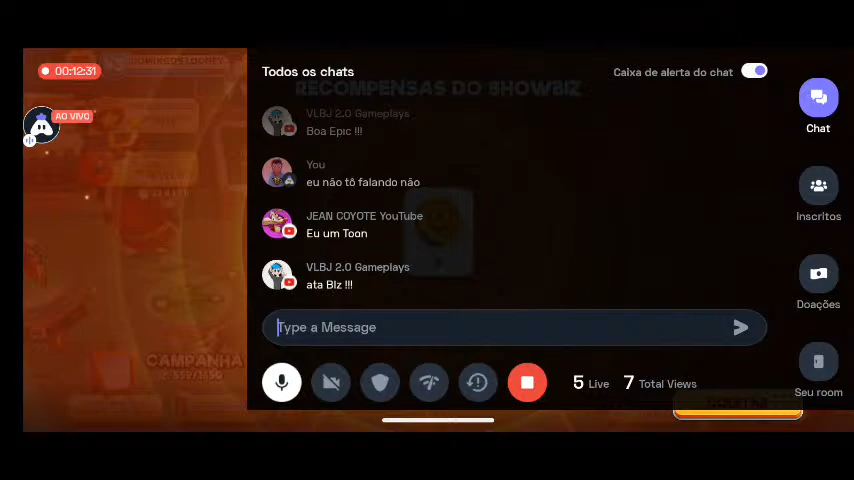 00:12:31
AO VIVO
Todos os chats
Caixa de alerta do chat
RECOMPENSAS DO SHOWBIZ
VLBJ 2.0 Gameplays
Boa Epic !!!
You
eu não tô falando não
JEAN COYOTE YouTube
Eu um Toon
VLBJ 2.0 Gameplays
ata BIz !!!
Type a Message
5 Live 7 Total Views
Chat
Inscritos
Doações
Seu room
CAMPANHA